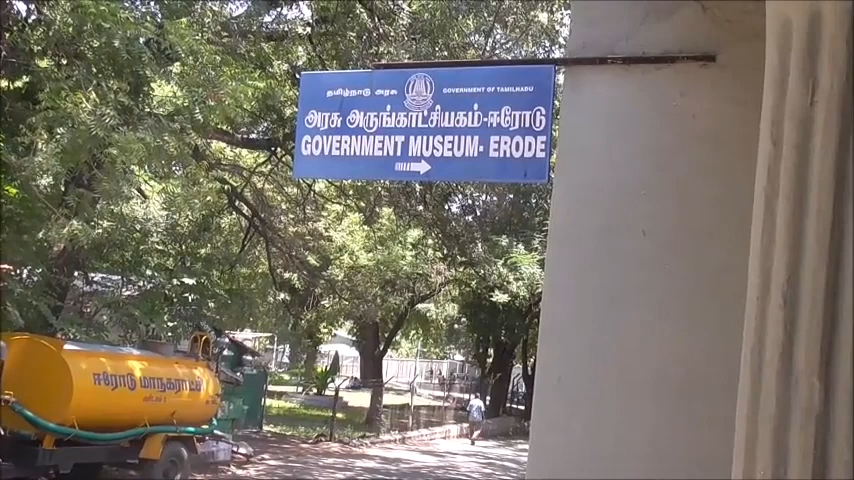 தமிழ்நாடு அரசு GOVERNMENT OF TAMILNADU
அரசு அருங்காட்சியகம்-ஈரோடு
GOVERNMENT MUSEUM-ERODE
ஈரோடு மாநகராட்சி